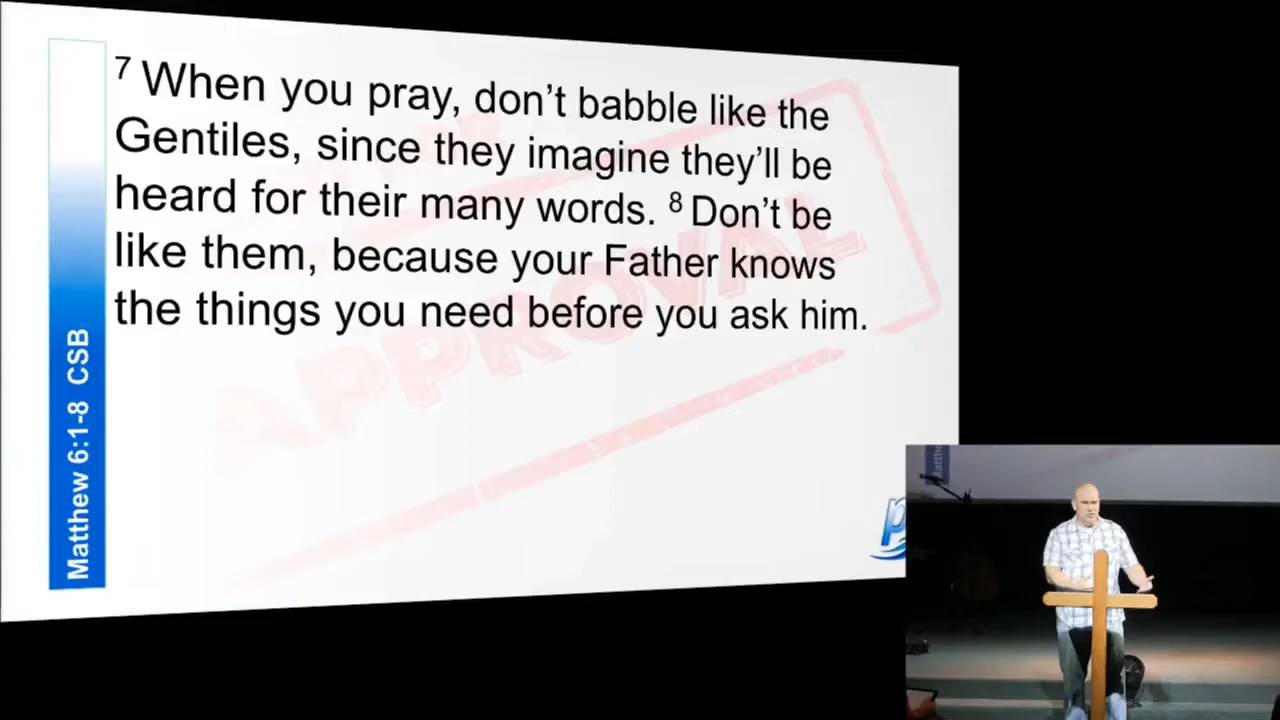 ⁷ When you pray, don’t babble like the
Gentiles, since they imagine they’ll be
heard for their many words. ⁸ Don’t be
like them, because your Father knows
the things you need before you ask him.
APPROVAL
Matthew 6:1-8 CSB